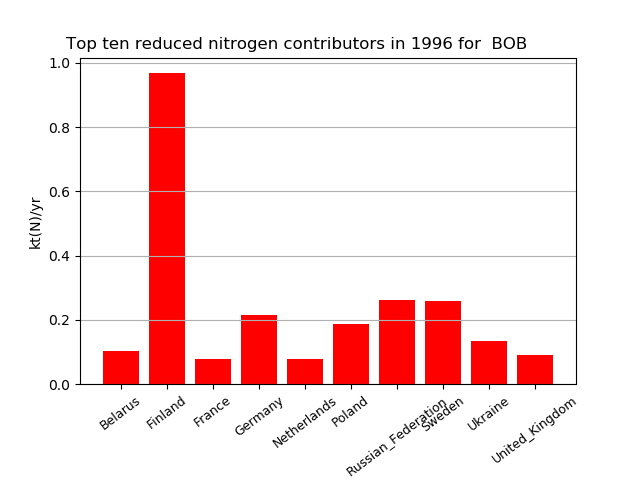 Top ten reduced nitrogen contributors in 1996 for  BOB
kt(N)/yr
1.0
0.8
0.6
0.4
0.2
0.0
Belarus
Finland
France
Germany
Netherlands
Poland
Russian_Federation
Sweden
Ukraine
United_Kingdom